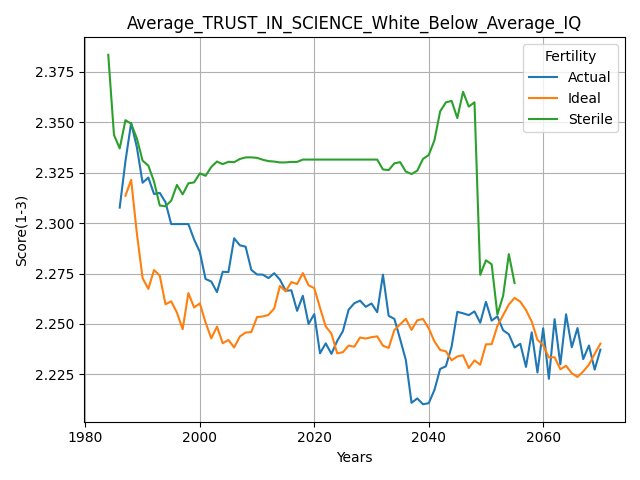 Average_TRUST_IN_SCIENCE_White_Below_Average_IQ
Fertility
Actual
Ideal
Sterile
Score(1-3)
2.375
2.350
2.325
2.300
2.275
2.250
2.225
1980 2000 2020 2040 2060
Years